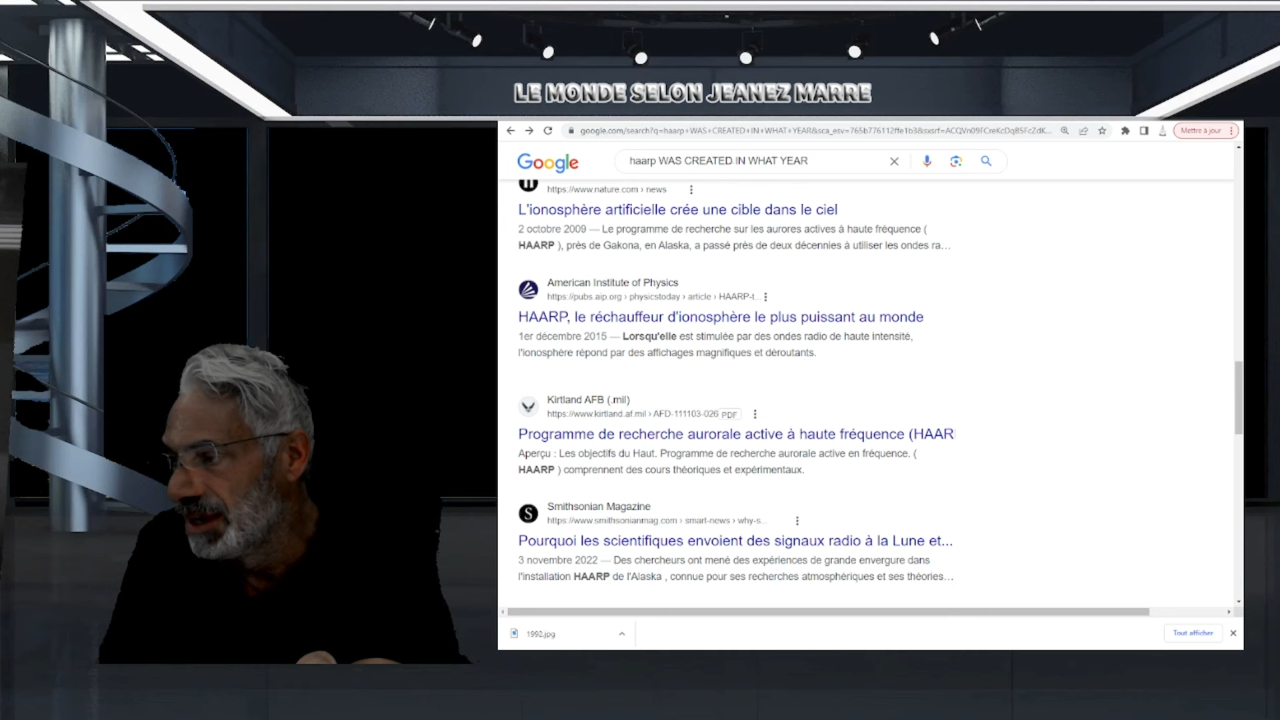 LE MONDE SELON JEANEZ MARRE
google.com/search?q=haarp+WAS+CREATED+IN+WHAT+YEAR&sca_esv=765b776112ffe1b3&sxsrf=
Mettre à jour
Google
haarp WAS CREATED IN WHAT YEAR
https://www.nature.com › news
L'ionosphère artificielle crée une cible dans le ciel
2 octobre 2009 — Le programme de recherche sur les aurores actives à haute fréquence (
HAARP ), près de Gakona, en Alaska, a passé près de deux décennies à utiliser les ondes ra...
American Institute of Physics
https://pubs.aip.org › physicstoday › article › HAARP-t...
HAARP, le réchauffeur d'ionosphère le plus puissant au monde
1er décembre 2015 — Lorsqu'elle est stimulée par des ondes radio de haute intensité,
l'ionosphère répond par des affichages magnifiques et déroutants.
Kirtland AFB (.mil)
https://www.kirtland.af.mil › AFD-111103-026 PDF
Programme de recherche aurorale active à haute fréquence (HAAR
Aperçu : Les objectifs du Haut. Programme de recherche aurorale active en fréquence. (
HAARP ) comprennent des cours théoriques et expérimentaux.
S
Smithsonian Magazine
https://www.smithsonianmag.com › smart-news › why-s...
Pourquoi les scientifiques envoient des signaux radio à la Lune et...
3 novembre 2022 — Des chercheurs ont mené des expériences de grande envergure dans
l'installation HAARP de l'Alaska , connue pour ses recherches atmosphériques et ses théories...
1992.jpg
Tout afficher